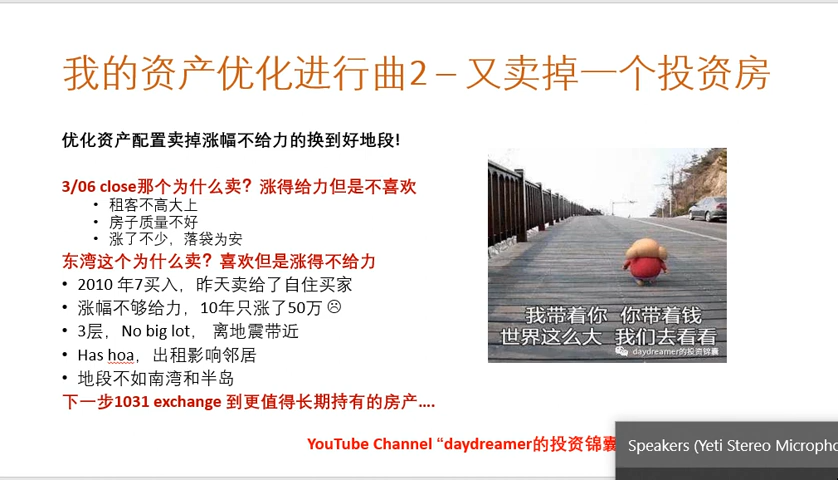 我的资产优化进行曲2 – 又卖掉一个投资房
优化资产配置卖掉涨幅不给力的换到好地段!
3/06 close那个为什么卖？涨得给力但是不喜欢
• 租客不高大上
• 房子质量不好
• 涨了不少，落袋为安
东湾这个为什么卖？喜欢但是涨得不给力
• 2010 年7买入，昨天卖给了自住买家
• 涨幅不够给力，10年只涨了50万 ☹
• 3层，No big lot， 离地震带近
• Has hoa，出租影响邻居
• 地段不如南湾和半岛
下一步1031 exchange 到更值得长期持有的房产….
我带着你 你带着钱
世界这么大 我们去看看
daydreamer的投资锦囊
YouTube Channel “daydreamer的投资锦囊
Speakers (Yeti Stereo Micropho